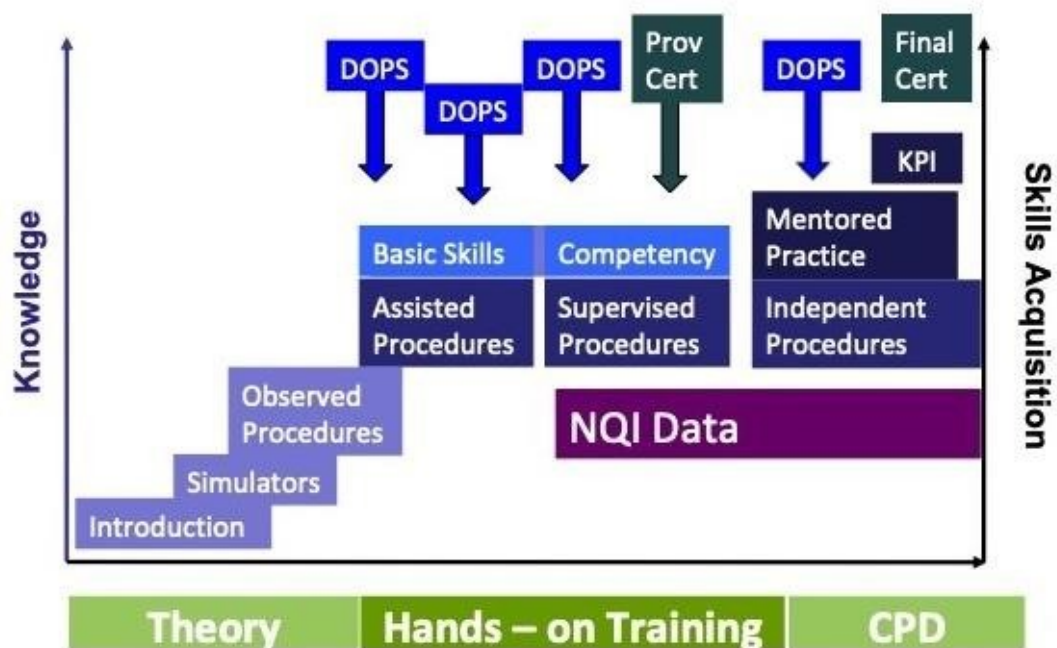 DOPS
DOPS
DOPS
Prov
Cert
DOPS
Final
Cert
KPI
Knowledge
Skills Acquisition
Mentored
Practice
Basic Skills
Competency
Assisted
Procedures
Supervised
Procedures
Independent
Procedures
Observed
Procedures
NQI Data
Simulators
Introduction
Theory
Hands – on Training
CPD